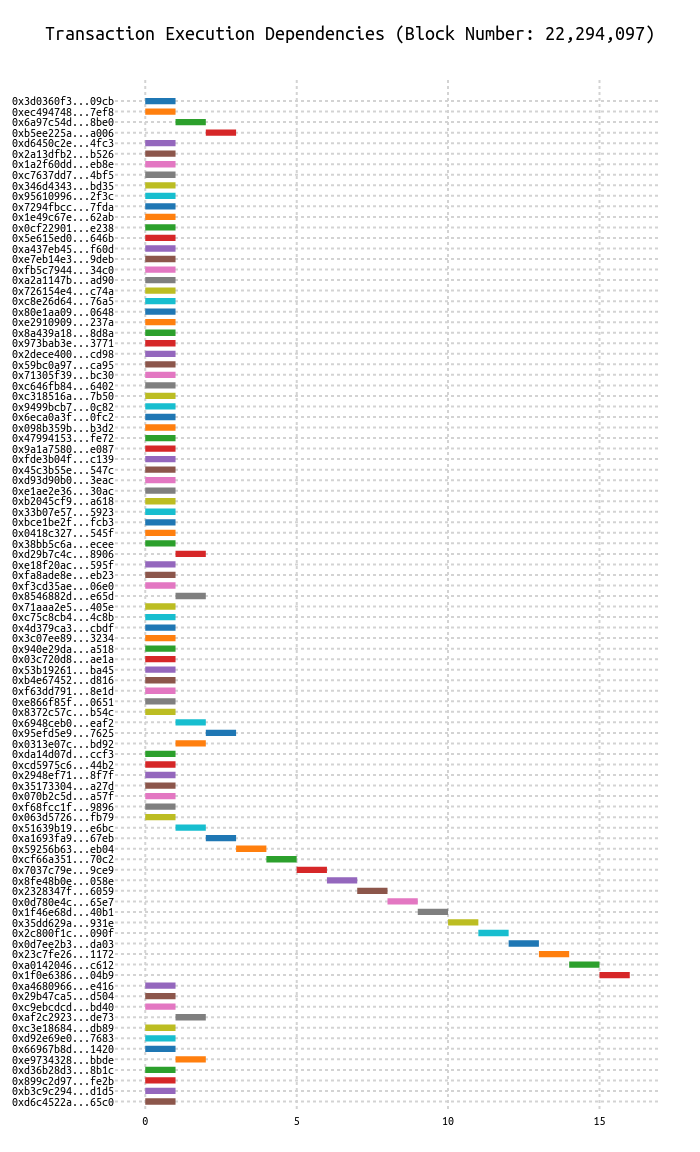 Transaction Execution Dependencies (Block Number: 22,294,097)
0x3d0360f3...09cb
0xec494748...7ef8
0x6a97c54d...8be0
0xb5ee225a...a006
0xd6450c2e...4fc3
0x2a13dfb2...b526
0x1a2f60dd...eb8e
0xc7637dd7...4bf5
0x346d4343...bd35
0x95610996...2f3c
0x7294fbcc...7fda
0x1e49c67e...62ab
0x0cf22901...e238
0x5e615ed0...646b
0xa437eb45...f60d
0xe7eb14e3...9deb
0xfb5c7944...34c0
0xa2a1147b...ad90
0x726154e4...c74a
0xc8e26d64...76a5
0x80e1aa09...0648
0xe2910909...237a
0x8a439a18...8d8a
0x973bab3e...3771
0x2dece400...cd98
0x59bc0a97...ca95
0x71305f39...bc30
0xc646fb84...6402
0xc318516a...7b50
0x9499bcb7...0c82
0x6eca0a3f...0fc2
0x098b359b...b3d2
0x47994153...fe72
0x9a1a7580...e087
0xfde3b04f...c139
0x45c3b55e...547c
0xd93d90b0...3eac
0xe1ae2e36...30ac
0xb2045cf9...a618
0x33b07e57...5923
0xbce1be2f...fcb3
0x0418c327...545f
0x38bb5c6a...ecee
0xd29b7c4c...8906
0xe18f20ac...595f
0xfa8ade8e...eb23
0xf3cd35ae...06e0
0x8546882d...e65d
0x71aaa2e5...405e
0xc75c8cb4...4c8b
0x4d379ca3...cbdf
0x3c07ee89...3234
0x940e29da...a518
0x03c720d8...ae1a
0x53b19261...ba45
0xb4e67452...d816
0xf63dd791...8e1d
0xe866f85f...0651
0x8372c57c...b54c
0x6948ceb0...eaf2
0x95efd5e9...7625
0x0313e07c...bd92
0xda14d07d...ccf3
0xcd5975c6...44b2
0x2948ef71...8f7f
0x35173304...a27d
0x070b2c5d...a57f
0xf68fcc1f...9896
0x063d5726...fb79
0x51639b19...e6bc
0xa1693fa9...67eb
0x59256b63...eb04
0xcf66a351...70c2
0x7037c79e...9ce9
0x8fe48b0e...058e
0x2328347f...6059
0x0d780e4c...65e7
0x1f46e68d...40b1
0x35dd629a...931e
0x2c800f1c...090f
0x0d7ee2b3...da03
0x23c7fe26...1172
0xa0142046...c612
0x1f0e6386...04b9
0xa4680966...e416
0x29b47ca5...d504
0xc9ebcdcd...bd40
0xaf2c2923...de73
0xc3e18684...db89
0xd92e69e0...7683
0x66967b8d...1420
0xe9734328...bbde
0xd36b28d3...8b1c
0x899c2d97...fe2b
0xb3c9c294...d1d5
0xd6c4522a...65c0
0 5 10 15